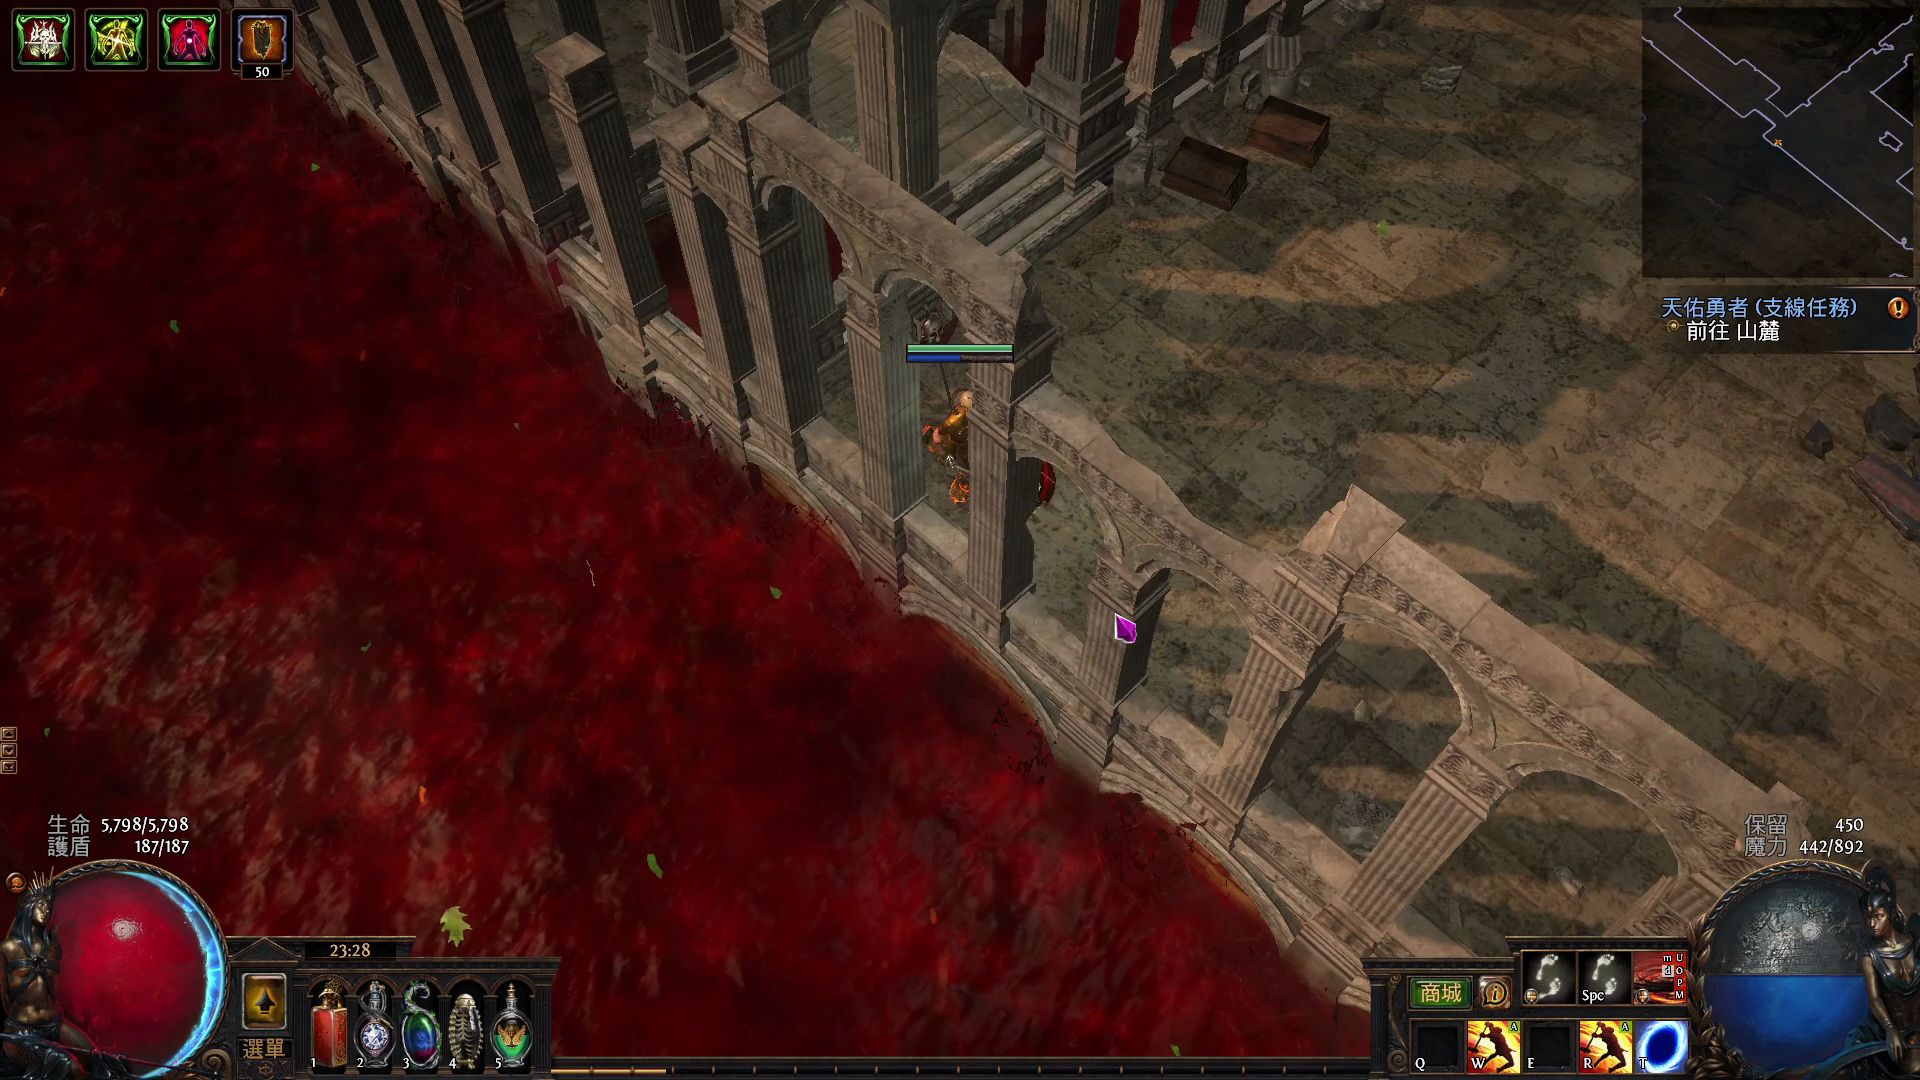 50
天佑勇者 (支線任務)
前往 山麓
生命 5,798/5,798
護盾 187/187
保留 450
魔力 442/892
23:28
選單
1 2 3 4 5
商城
Spc
m U
d O
P
M
Q W A E R A T